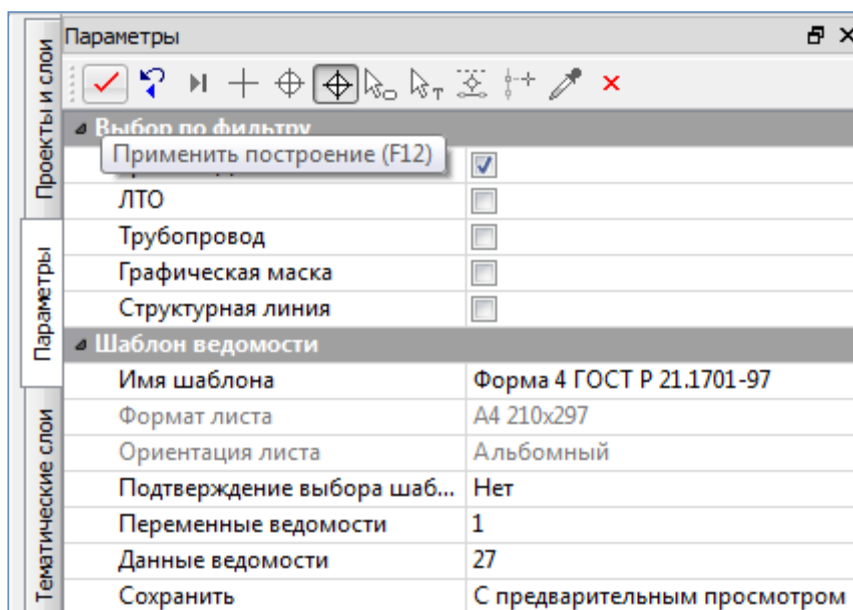 Параметры
Выбор по фильтру
Применить построение (F12)
ЛТО
Трубопровод
Графическая маска
Структурная линия
Шаблон ведомости
Имя шаблона Форма 4 ГОСТ Р 21.1701-97
Формат листа A4 210x297
Ориентация листа Альбомный
Подтверждение выбора шаб... Нет
Переменные ведомости 1
Данные ведомости 27
Сохранить С предварительным просмотром
Проекты и слои
Параметры
Тематические слои